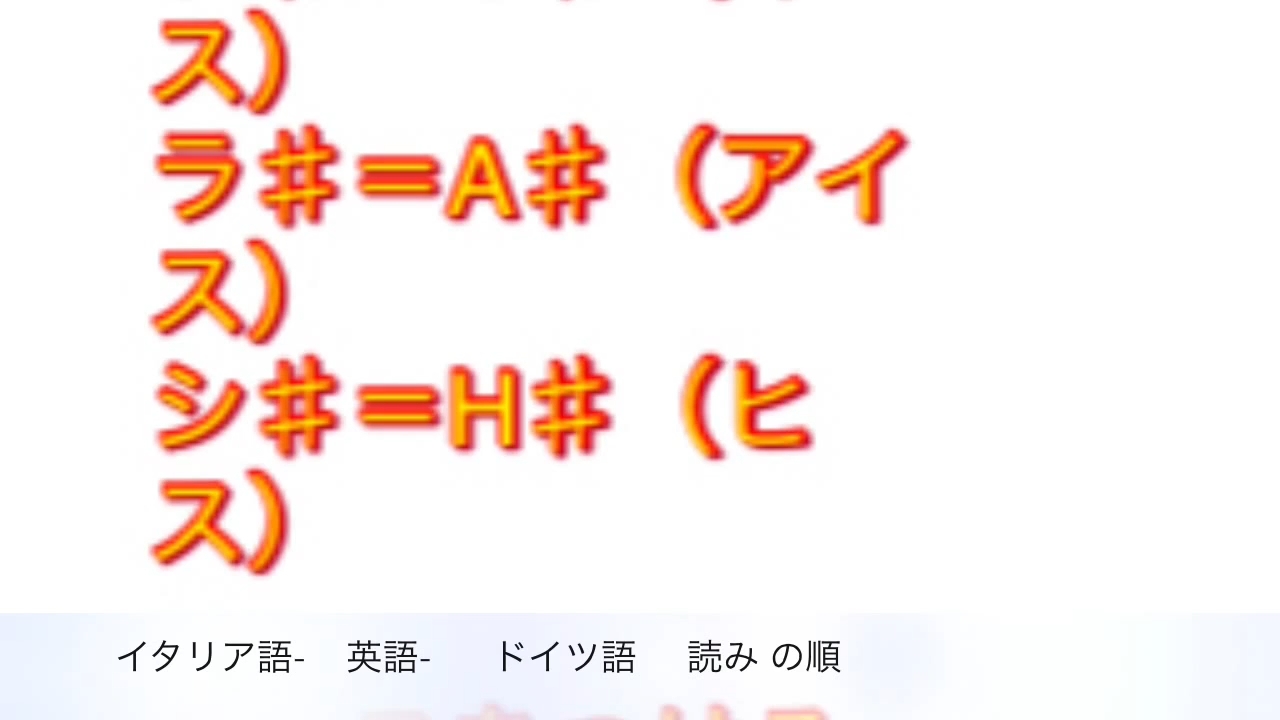 ス)
ラ♯＝A♯（アイ
ス)
シ♯＝H♯（ヒ
ス)
イタリア語- 英語- ドイツ語 読み の順